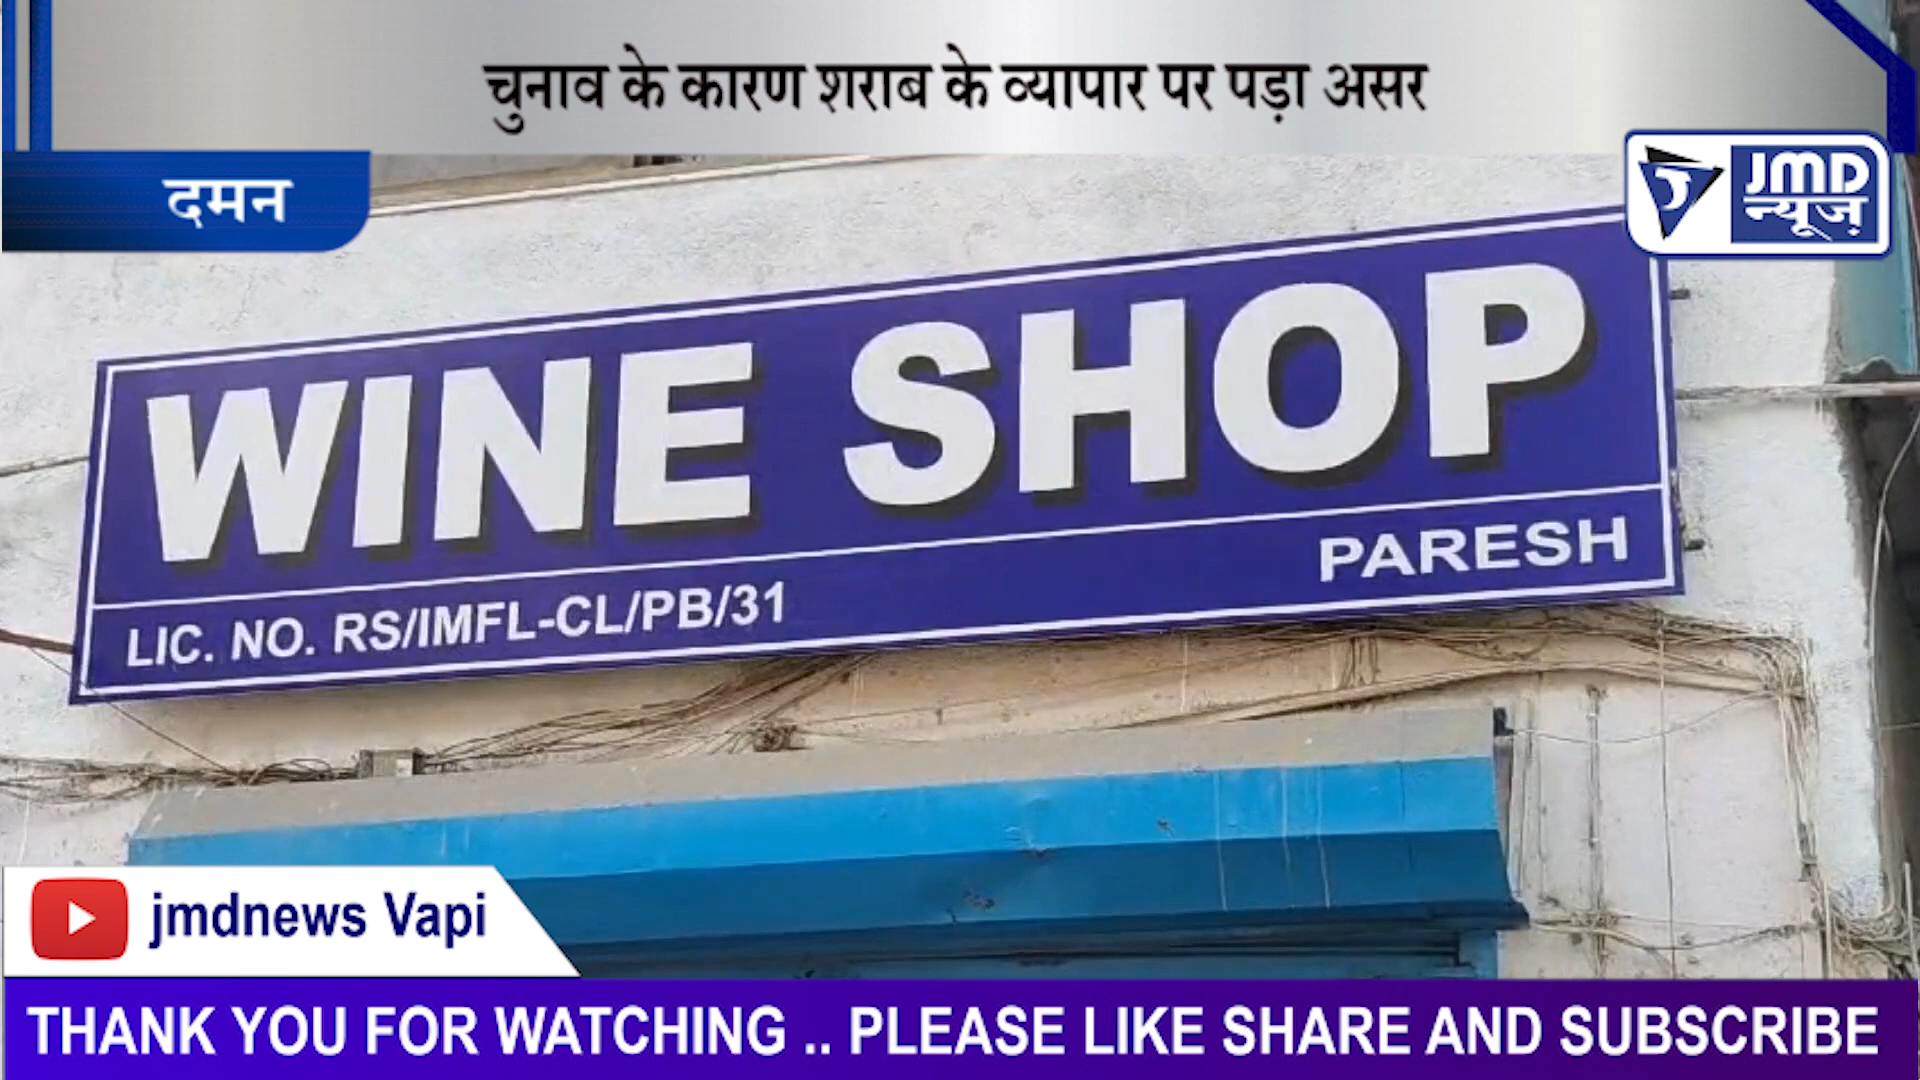 चुनाव के कारण शराब के व्यापार पर पड़ा असर
दमन
JMD
न्यूज़
WINE SHOP
LIC. NO. RS/IMFL-CL/PB/31
PARESH
jmdnews Vapi
THANK YOU FOR WATCHING .. PLEASE LIKE SHARE AND SUBSCRIBE